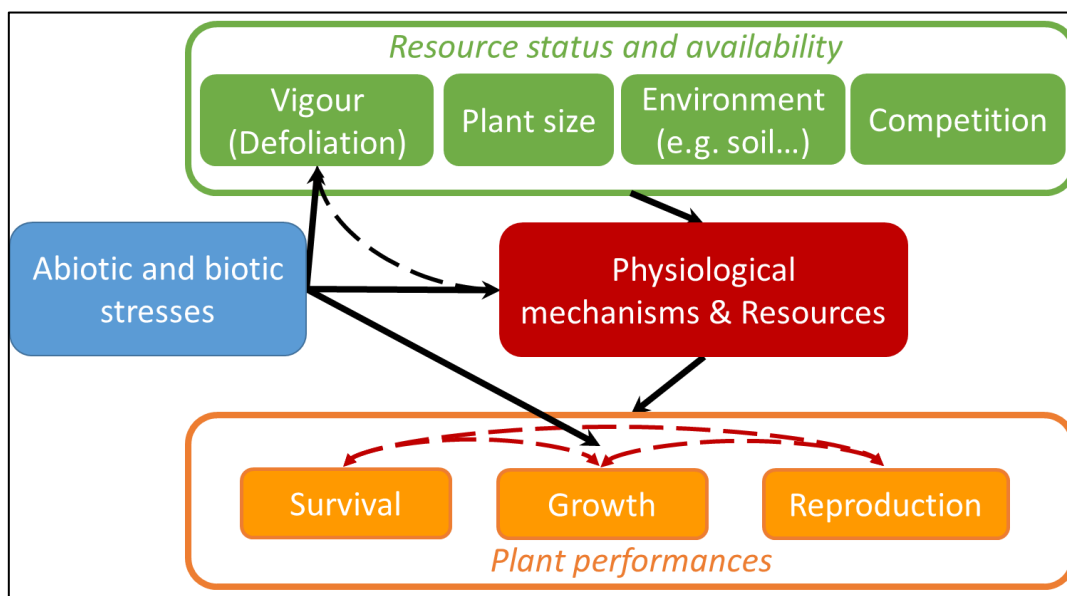 Resource status and availability
Vigour
(Defoliation)
Plant size
Environment
(e.g. soil...)
Competition
Abiotic and biotic
stresses
Physiological
mechanisms & Resources
Survival
Growth
Reproduction
Plant performances